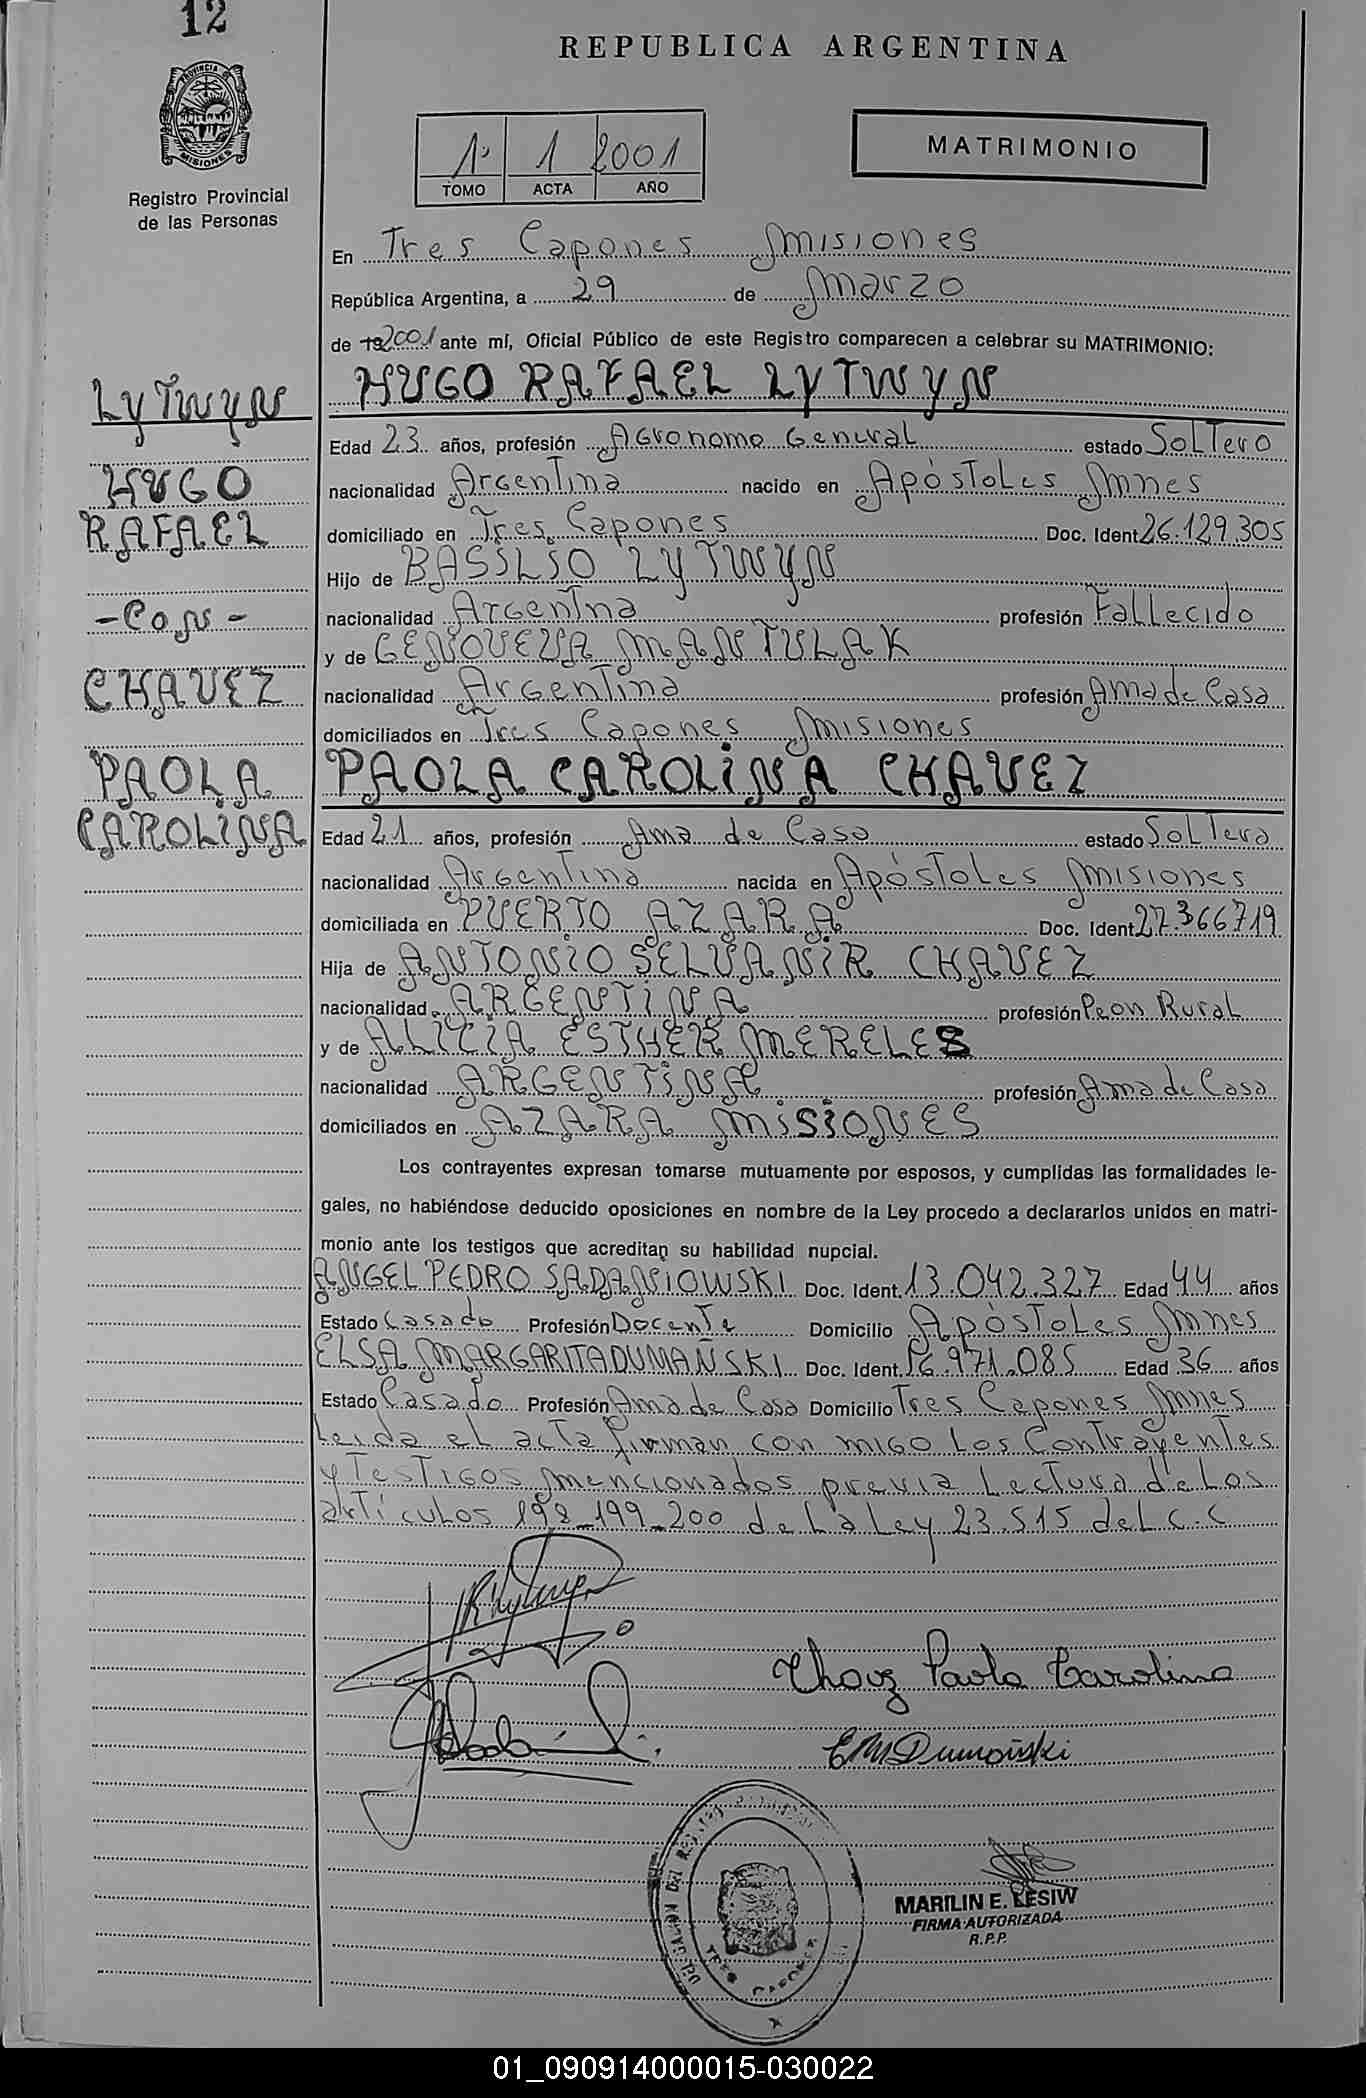 12
REPUBLICA ARGENTINA
PROVINCIA DE MISIONES
Registro Provincial
de las Personas
1º 1 2001
TOMO ACTA AÑO
MATRIMONIO
En Tres Capones Misiones
República Argentina, a 29 de Marzo
de 19 2001 ante mí, Oficial Público de este Registro comparecen a celebrar su MATRIMONIO:
LYTWYN
HUGO
RAFAEL
- CON -
CHAVEZ
PAOLA
CAROLINA
HUGO RAFAEL LYTWYN
Edad 23 años, profesión Agronomo General estado Soltero
nacionalidad Argentina nacido en Apóstoles Mnes
domiciliado en Tres Capones Doc. Ident. 26.129.305
Hijo de BASILIO LYTWYN
nacionalidad Argentna profesión Fallecido
y de GENOVEVA MANTULAK
nacionalidad Argentina profesión Ama de Casa
domiciliados en Tres Capones Misiones
PAOLA CAROLINA CHAVEZ
Edad 21 años, profesión Ama de Casa estado Soltera
nacionalidad Argentina nacida en Apóstoles Misiones
domiciliada en PUERTO AZARA Doc. Ident. 27.366719
Hija de ANTONIO SELVANIR CHAVEZ
nacionalidad ARGENTINA profesión Peon Rural
y de ALICIA ESTHER MERELES
nacionalidad ARGENTINA profesión Ama de Casa
domiciliados en AZARA MISIONES
Los contrayentes expresan tomarse mutuamente por esposos, y cumplidas las formalidades le-
gales, no habiéndose deducido oposiciones en nombre de la Ley procedo a declararlos unidos en matri-
monio ante los testigos que acreditan su habilidad nupcial.
ANGEL PEDRO SADANIOWSKI Doc. Ident. 13.042.327 Edad 44 años
Estado Casado Profesión Docente Domicilio Apóstoles Mnes
ELSA MARGARITA DUMAÑSKI Doc. Ident. 16.971.085 Edad 36 años
Estado Casado Profesión Ama de Casa Domicilio Tres Capones Mnes
Leida el acta firman con migo los Contrayentes
y Testigos mencionados previa Lectura de Los
artículos 198_199_200 de La Ley 23.515 del C.C
Chavez Paola Carolina
EMDumañski
TRES CAPONES
MARILIN E. LESIW
FIRMA AUTORIZADA
R.P.P.
01_090914000015-030022